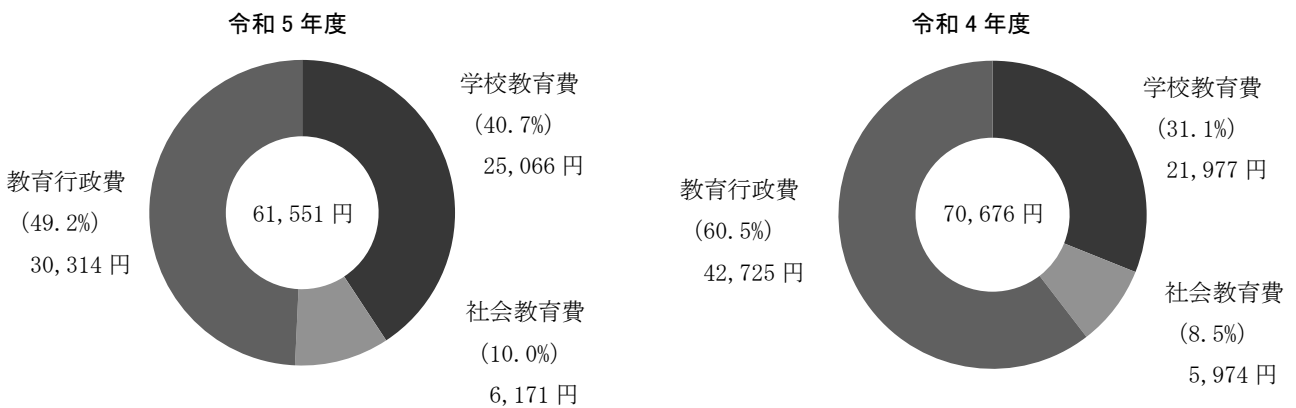 令和5年度
学校教育費
(40.7%)
25,066円
教育行政費
(49.2%)
30,314円
61,551円
社会教育費
(10.0%)
6,171円
令和4年度
学校教育費
(31.1%)
21,977円
教育行政費
(60.5%)
42,725円
70,676円
社会教育費
(8.5%)
5,974円